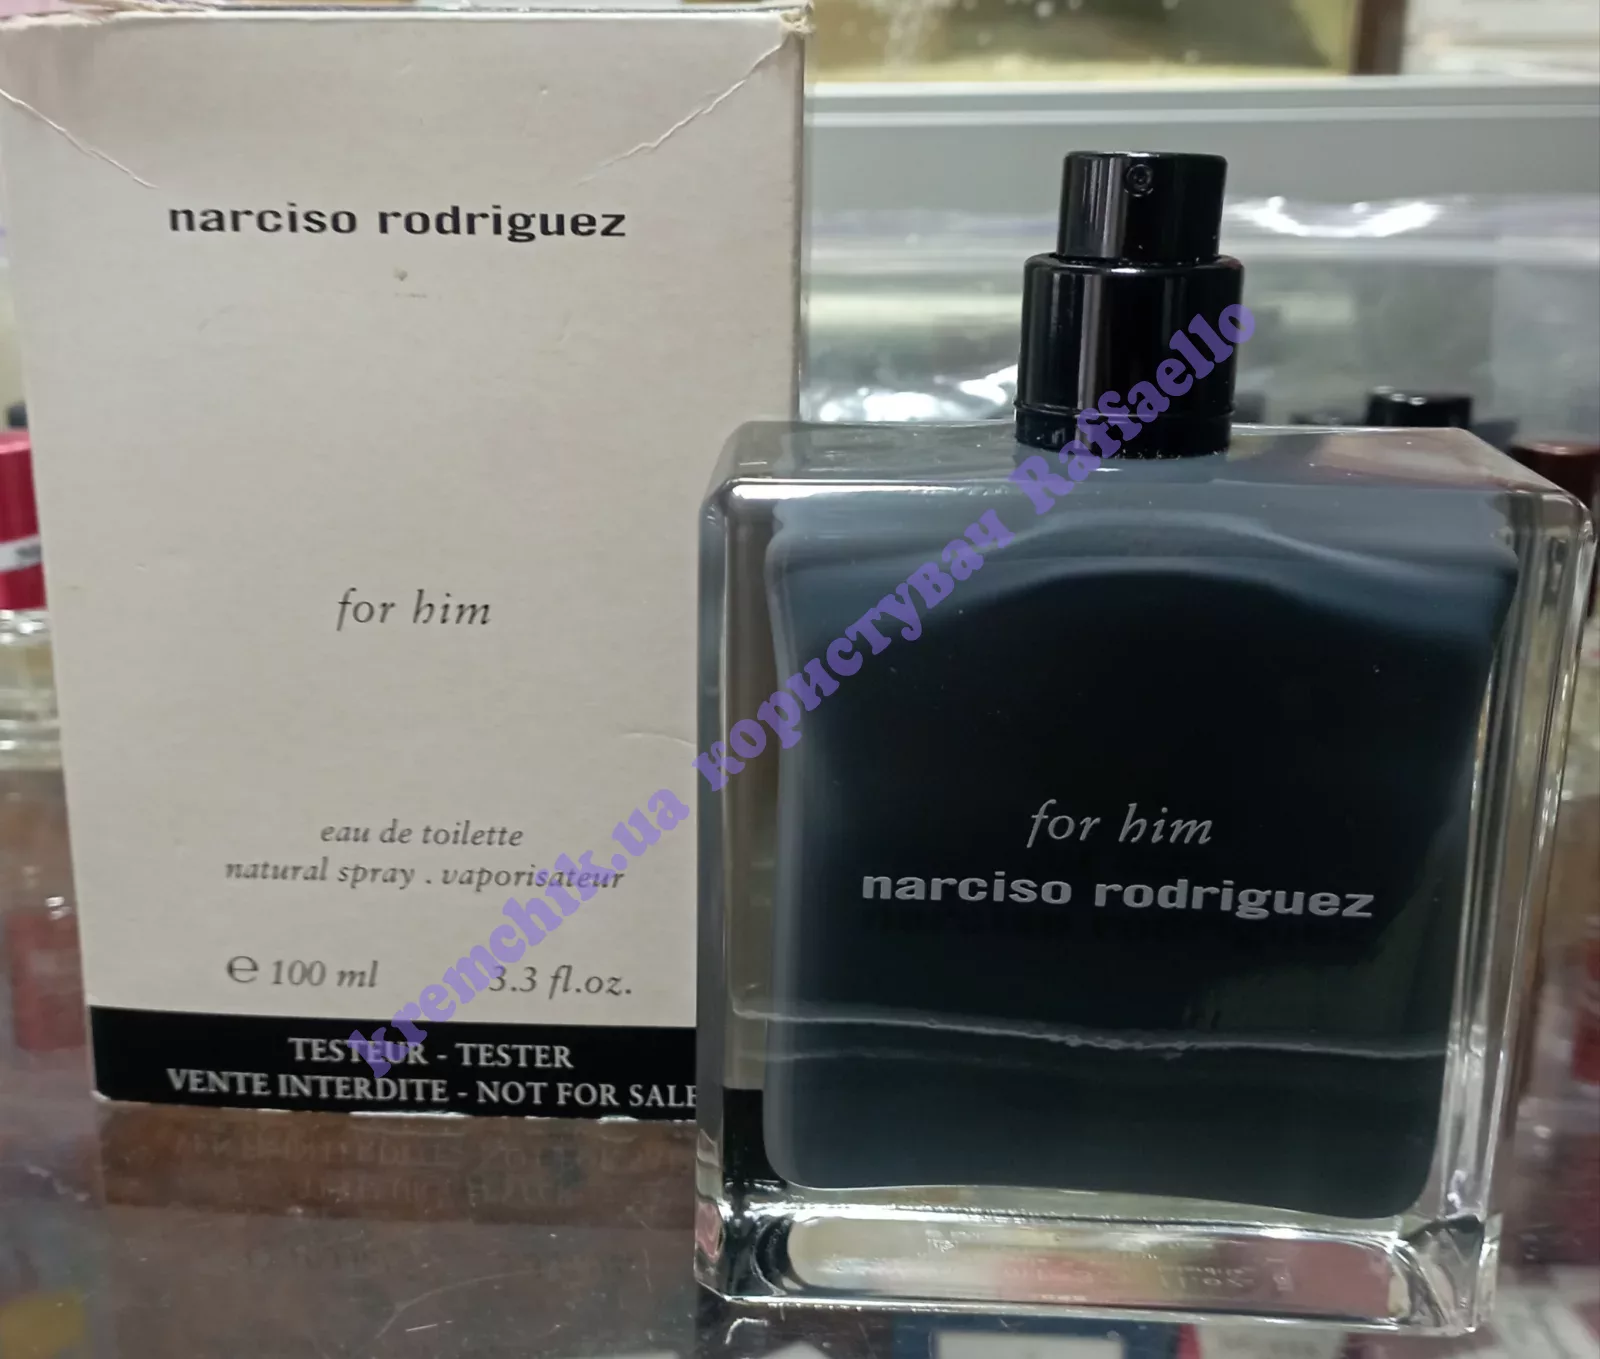 narciso rodriguez
for him
eau de toilette
natural spray . vaporisateur
℮ 100 ml 3.3 fl.oz.
TESTEUR - TESTER
VENTE INTERDITE - NOT FOR SALE
for him
narciso rodriguez
kremchik.ua користувач Raffaello